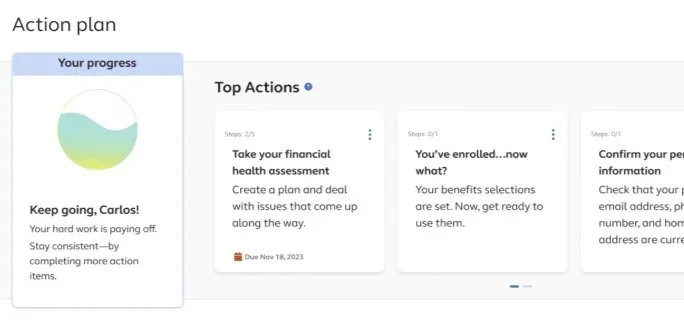 Action plan
Your progress
Keep going, Carlos!
Your hard work is paying off.
Stay consistent—by
completing more action
items.
Top Actions
Steps: 2/5
Take your financial
health assessment
Create a plan and deal
with issues that come up
along the way.
Due Nov 18, 2023
Steps: 0/1
You've enrolled...now
what?
Your benefits selections
are set. Now, get ready to
use them.
Steps: 0/1
Confirm your per
information
Check that your p
email address, ph
number, and hom
address are curre